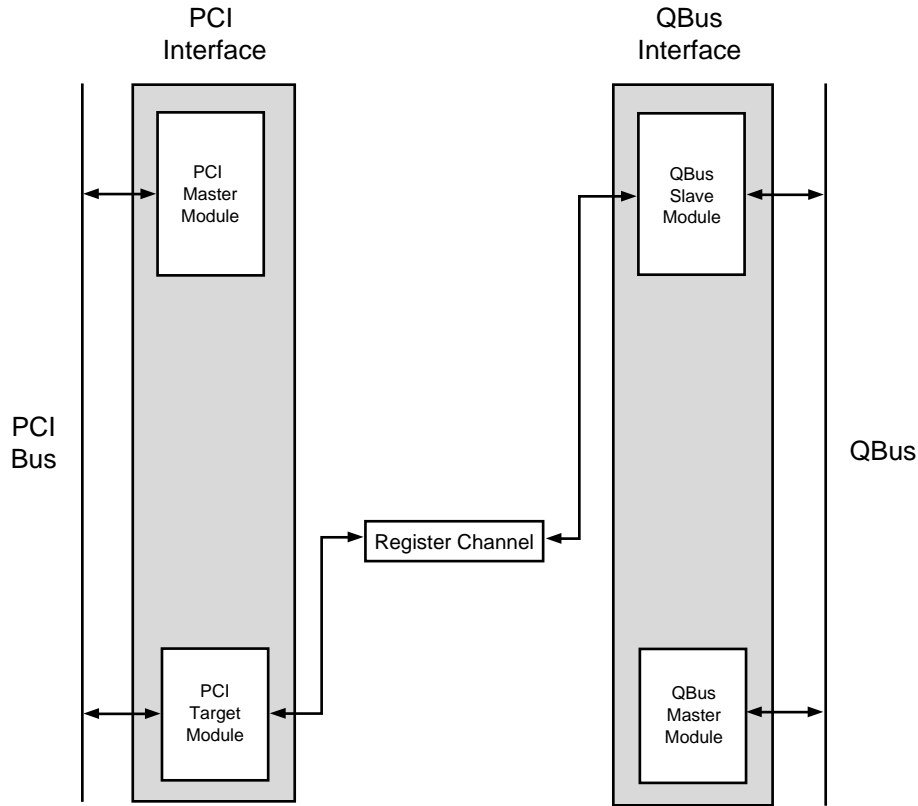 PCI
Interface
QBus
Interface
PCI
Master
Module
QBus
Slave
Module
PCI
Bus
QBus
Register Channel
PCI
Target
Module
QBus
Master
Module